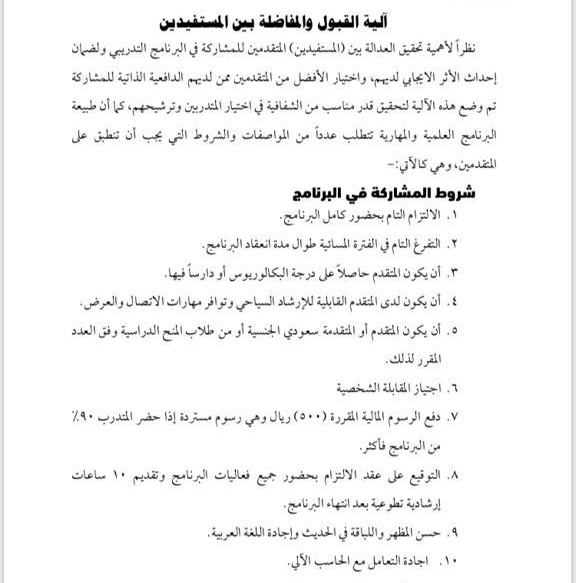 آلية القبول والمفاضلة بين المستفيدين
نظراً لأهمية تحقيق العدالة بين (المستفيدين) المتقدمين للمشاركة في البرنامج التدريبي ولضمان
إحداث الأثر الايجابي لديهم، واختيار الأفضل من المتقدمين ممن لديهم الدافعية الذاتية للمشاركة
تم وضع هذه الآلية لتحقيق قدر مناسب من الشفافية في اختيار المتدربين وترشيحهم، كما أن طبيعة
البرنامج العلمية والمهارية تتطلب عدداً من المواصفات والشروط التي يجب أن تنطبق على
المتقدمين، وهي كالآتي:-
شروط المشاركة في البرنامج
١. الالتزام التام بحضور كامل البرنامج.
٢. التفرغ التام في الفترة المسائية طوال مدة انعقاد البرنامج.
٣. أن يكون المتقدم حاصلاً على درجة البكالوريوس أو دارساً فيها.
٤. أن يكون لدى المتقدم القابلية للإرشاد السياحي وتوافر مهارات الاتصال والعرض.
٥. أن يكون المتقدم أو المتقدمة سعودي الجنسية أو من طلاب المنح الدراسية وفق العدد
المقرر لذلك.
٦. اجتياز المقابلة الشخصية
٧. دفع الرسوم المالية المقررة (٥٠٠) ريال وهي رسوم مستردة إذا حضر المتدرب ٩٠٪
من البرنامج فأكثر.
٨. التوقيع على عقد الالتزام بحضور جميع فعاليات البرنامج وتقديم ١٠ ساعات
إرشادية تطوعية بعد انتهاء البرنامج.
٩. حسن المظهر واللباقة في الحديث وإجادة اللغة العربية.
١٠. اجادة التعامل مع الحاسب الآلي.